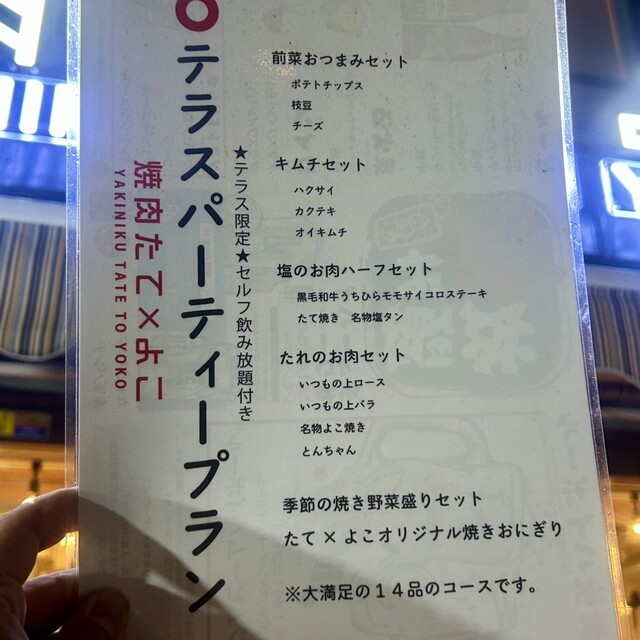 テラスパーティープラン
★テラス限定★セルフ飲み放題付き
焼肉たて×よこ
YAKINIKU TATE TO YOKO
前菜おつまみセット
ポテトチップス
枝豆
チーズ
キムチセット
ハクサイ
カクテキ
オイキムチ
塩のお肉ハーフセット
黒毛和牛うちひらモモサイコロステーキ
たて焼き 名物塩タン
たれのお肉セット
いつもの上ロース
いつもの上バラ
名物よこ焼き
とんちゃん
季節の焼き野菜盛りセット
たて×よこオリジナル焼きおにぎり
※大満足の１４品のコースです。